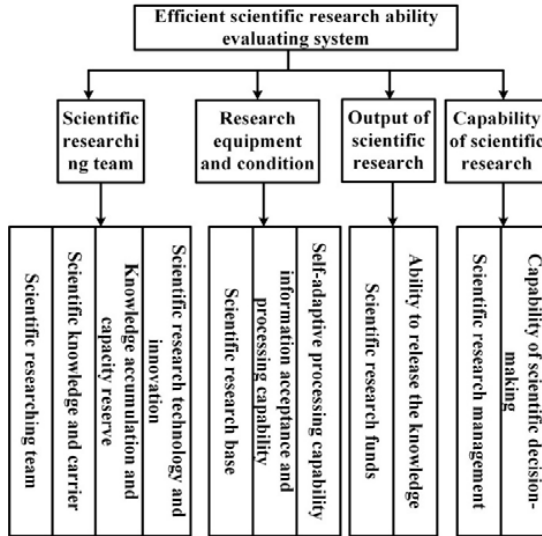 Efficient scientific research ability
evaluating system
Scientific
researchi
ng team
Research
equipment
and condition
Output of
scientific
research
Capability
of scientific
research
Scientific researching team
Scientific knowledge and carrier
Knowledge accumulation and
capacity reserve
Scientific research technology and
innovation
Scientific research base
information acceptance and
processing capability
Self-adaptive processing capability
Scientific research funds
Ability to release the knowledge
Scientific research management
Capability of scientific decision-
making